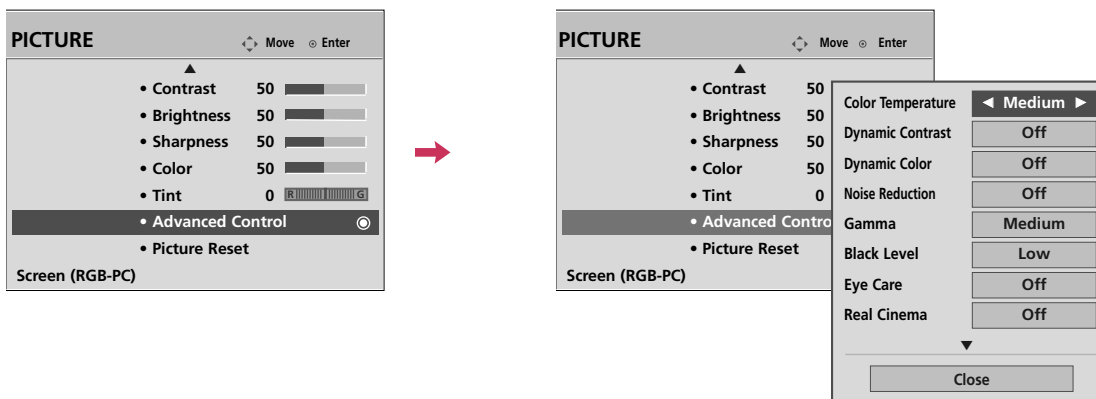 PICTURE Move Enter
• Contrast 50
• Brightness 50
• Sharpness 50
• Color 50
• Tint 0 R G
• Advanced Control
• Picture Reset
Screen (RGB-PC)
PICTURE Move Enter
• Contrast 50
• Brightness 50
• Sharpness 50
• Color 50
• Tint 0
• Advanced Contro
• Picture Reset
Screen (RGB-PC)
Color Temperature Medium
Dynamic Contrast Off
Dynamic Color Off
Noise Reduction Off
Gamma Medium
Black Level Low
Eye Care Off
Real Cinema Off
Close